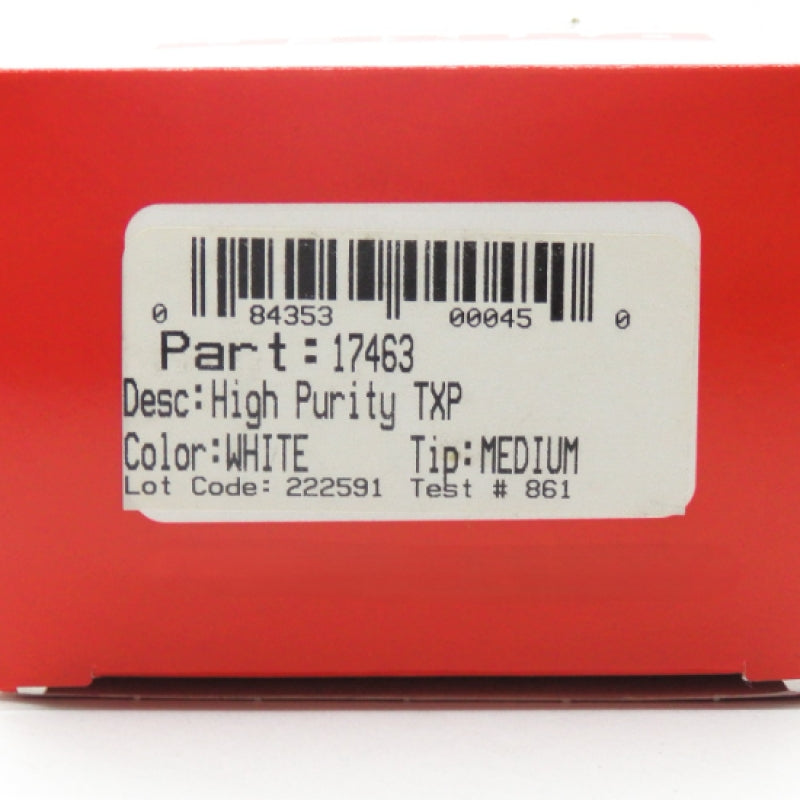 0 84353 00045 0
Part:17463
Desc:High Purity TXP
Color:WHITE Tip:MEDIUM
Lot Code: 222591 Test # 861